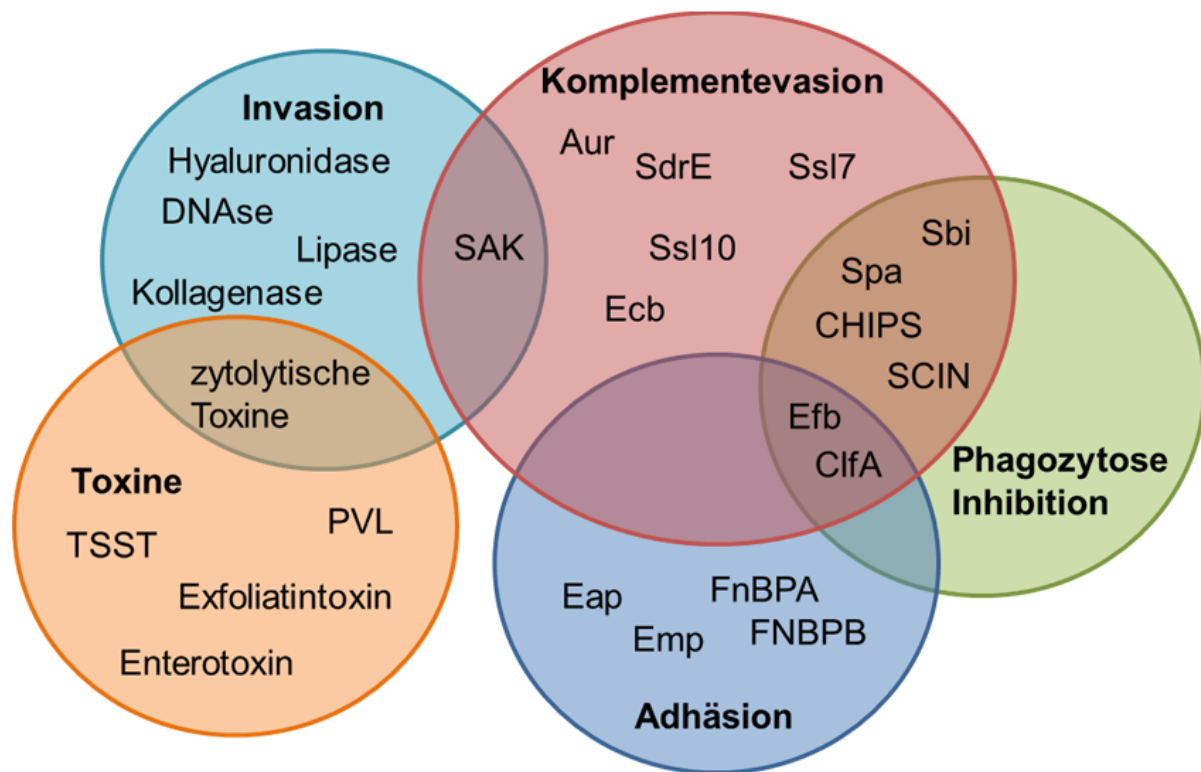 Invasion
Hyaluronidase
DNAse
Lipase
Kollagenase
SAK
Komplementevasion
Aur
SdrE
Ssl7
Ssl10
Ecb
Sbi
Spa
CHIPS
SCIN
Efb
ClfA
Phagozytose
Inhibition
zytolytische
Toxine
Toxine
PVL
TSST
Exfoliatintoxin
Enterotoxin
Eap
FnBPA
Emp
FNBPB
Adhäsion